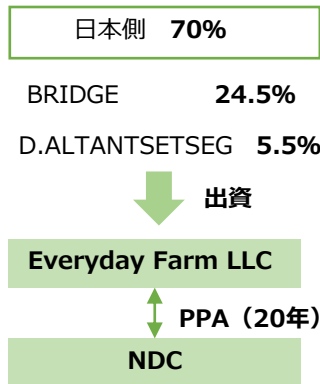 日本側 70%
BRIDGE 24.5%
D.ALTANTSETSEG 5.5%
出資
Everyday Farm LLC
PPA（20年）
NDC